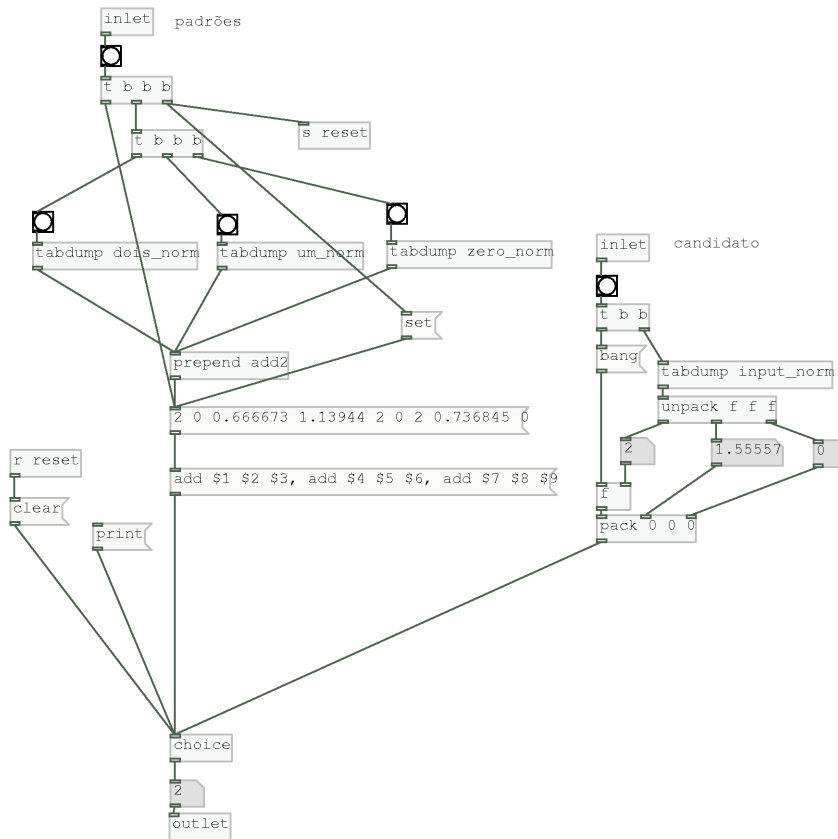 inlet
padrões
t b b b
s reset
t b b b
tabdump dois_norm
tabdump um_norm
tabdump zero_norm
inlet
candidato
t b b
set
bang
prepend add2
tabdump input_norm
unpack f f f
2 0 0.666673 1.13944 2 0 2 0.736845 0
2
1.55557
0
r reset
add $1 $2 $3, add $4 $5 $6, add $7 $8 $9
f
clear
print
pack 0 0 0
choice
2
outlet